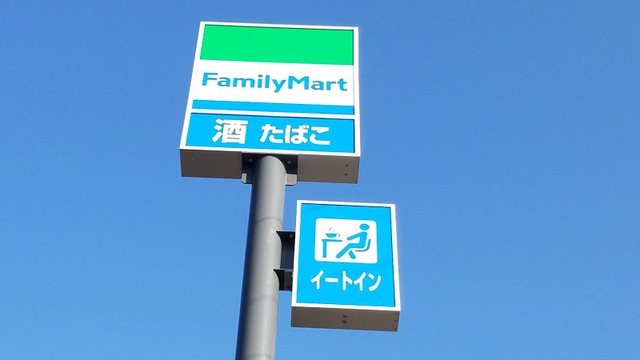 FamilyMart
酒 たばこ
イートイン